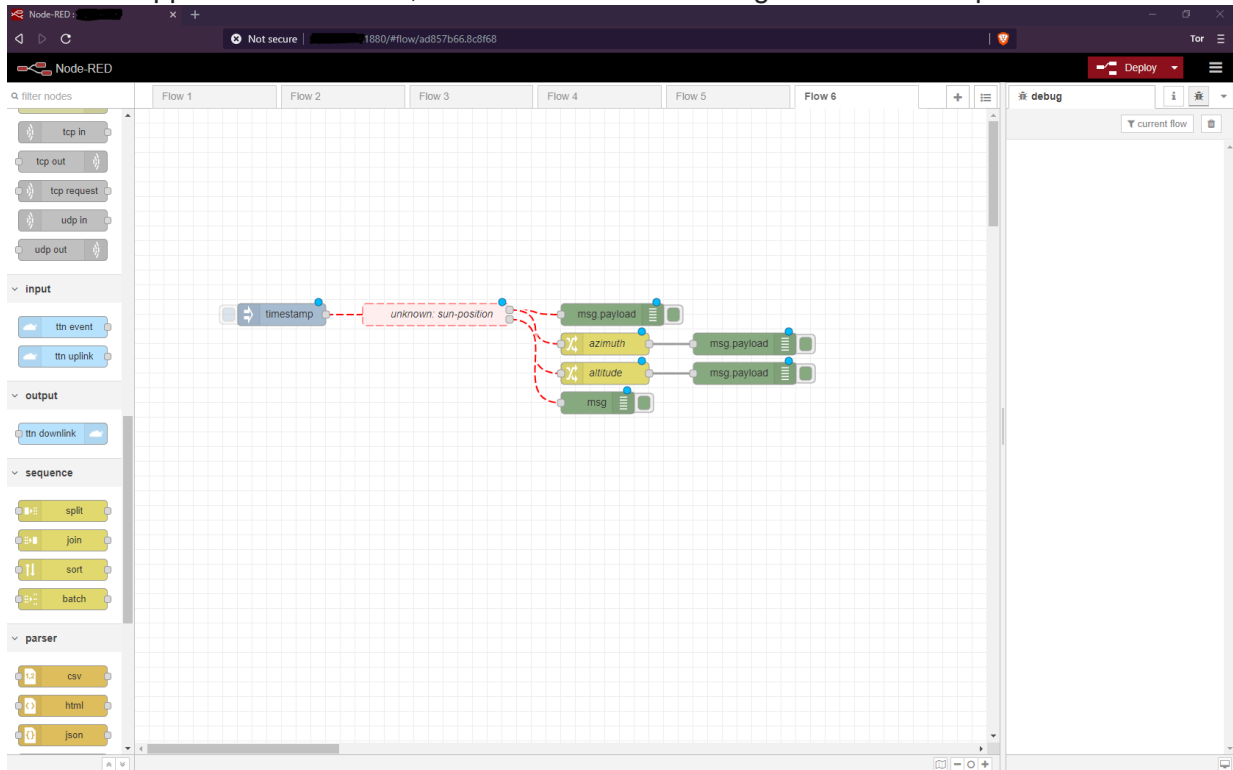 Node-RED :
Not secure
:1880/#flow/ad857b66.8c8f68
Tor
Node-RED
Deploy
filter nodes
Flow 1
Flow 2
Flow 3
Flow 4
Flow 5
Flow 6
debug
i
current flow
tcp in
tcp out
tcp request
udp in
udp out
input
ttn event
ttn uplink
output
ttn downlink
sequence
split
join
sort
batch
parser
csv
html
json
timestamp
unknown: sun-position
msg.payload
azimuth
msg.payload
altitude
msg.payload
msg